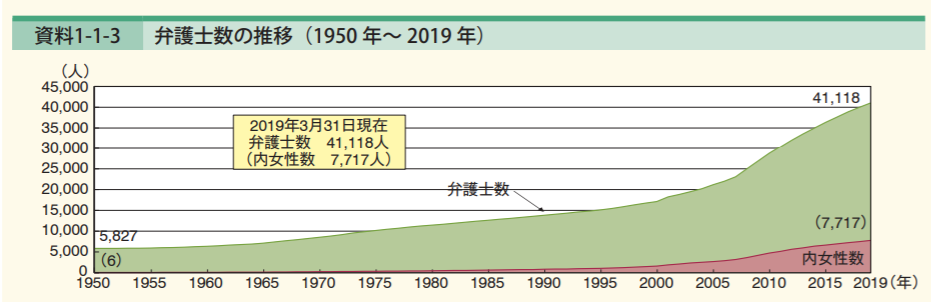 資料1-1-3 弁護士数の推移（1950 年～ 2019 年）
（人）
45,000
40,000
35,000
30,000
25,000
20,000
15,000
10,000
5,000
0
2019年3月31日現在
弁護士数 41,118人
（内女性数 7,717人）
41,118
弁護士数
5,827
（6）
（7,717）
内女性数
1950 1955 1960 1965 1970 1975 1980 1985 1990 1995 2000 2005 2010 2015 2019（年）